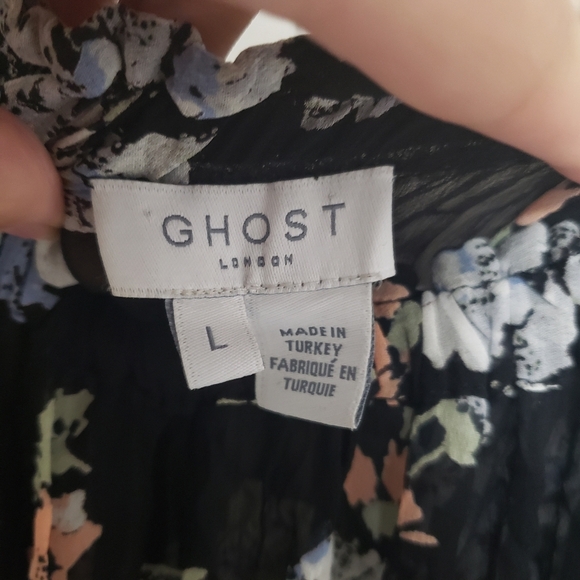 GHOST
LONDON
L
MADE IN
TURKEY
FABRIQUÉ EN
TURQUIE